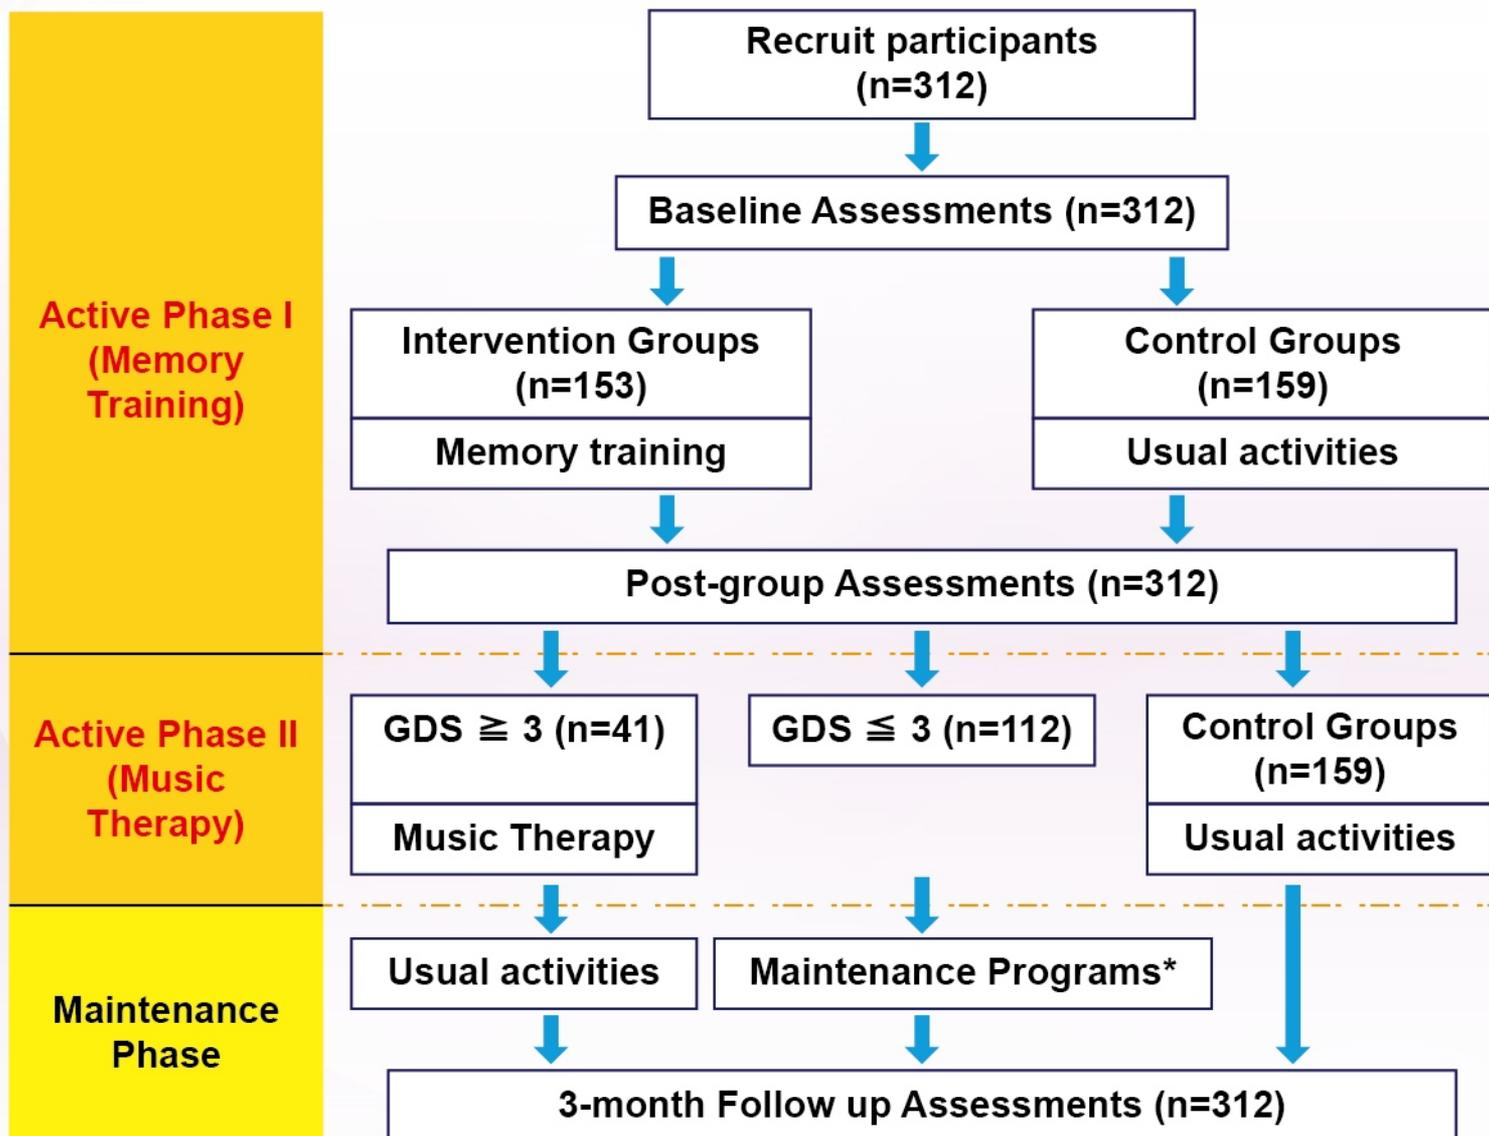 Recruit participants
(n=312)
Baseline Assessments (n=312)
Active Phase I
(Memory
Training)
Intervention Groups
(n=153)
Memory training
Control Groups
(n=159)
Usual activities
Post-group Assessments (n=312)
Active Phase II
(Music
Therapy)
GDS ≧ 3 (n=41)
Music Therapy
GDS ≦ 3 (n=112)
Control Groups
(n=159)
Usual activities
Maintenance
Phase
Usual activities
Maintenance Programs*
3-month Follow up Assessments (n=312)